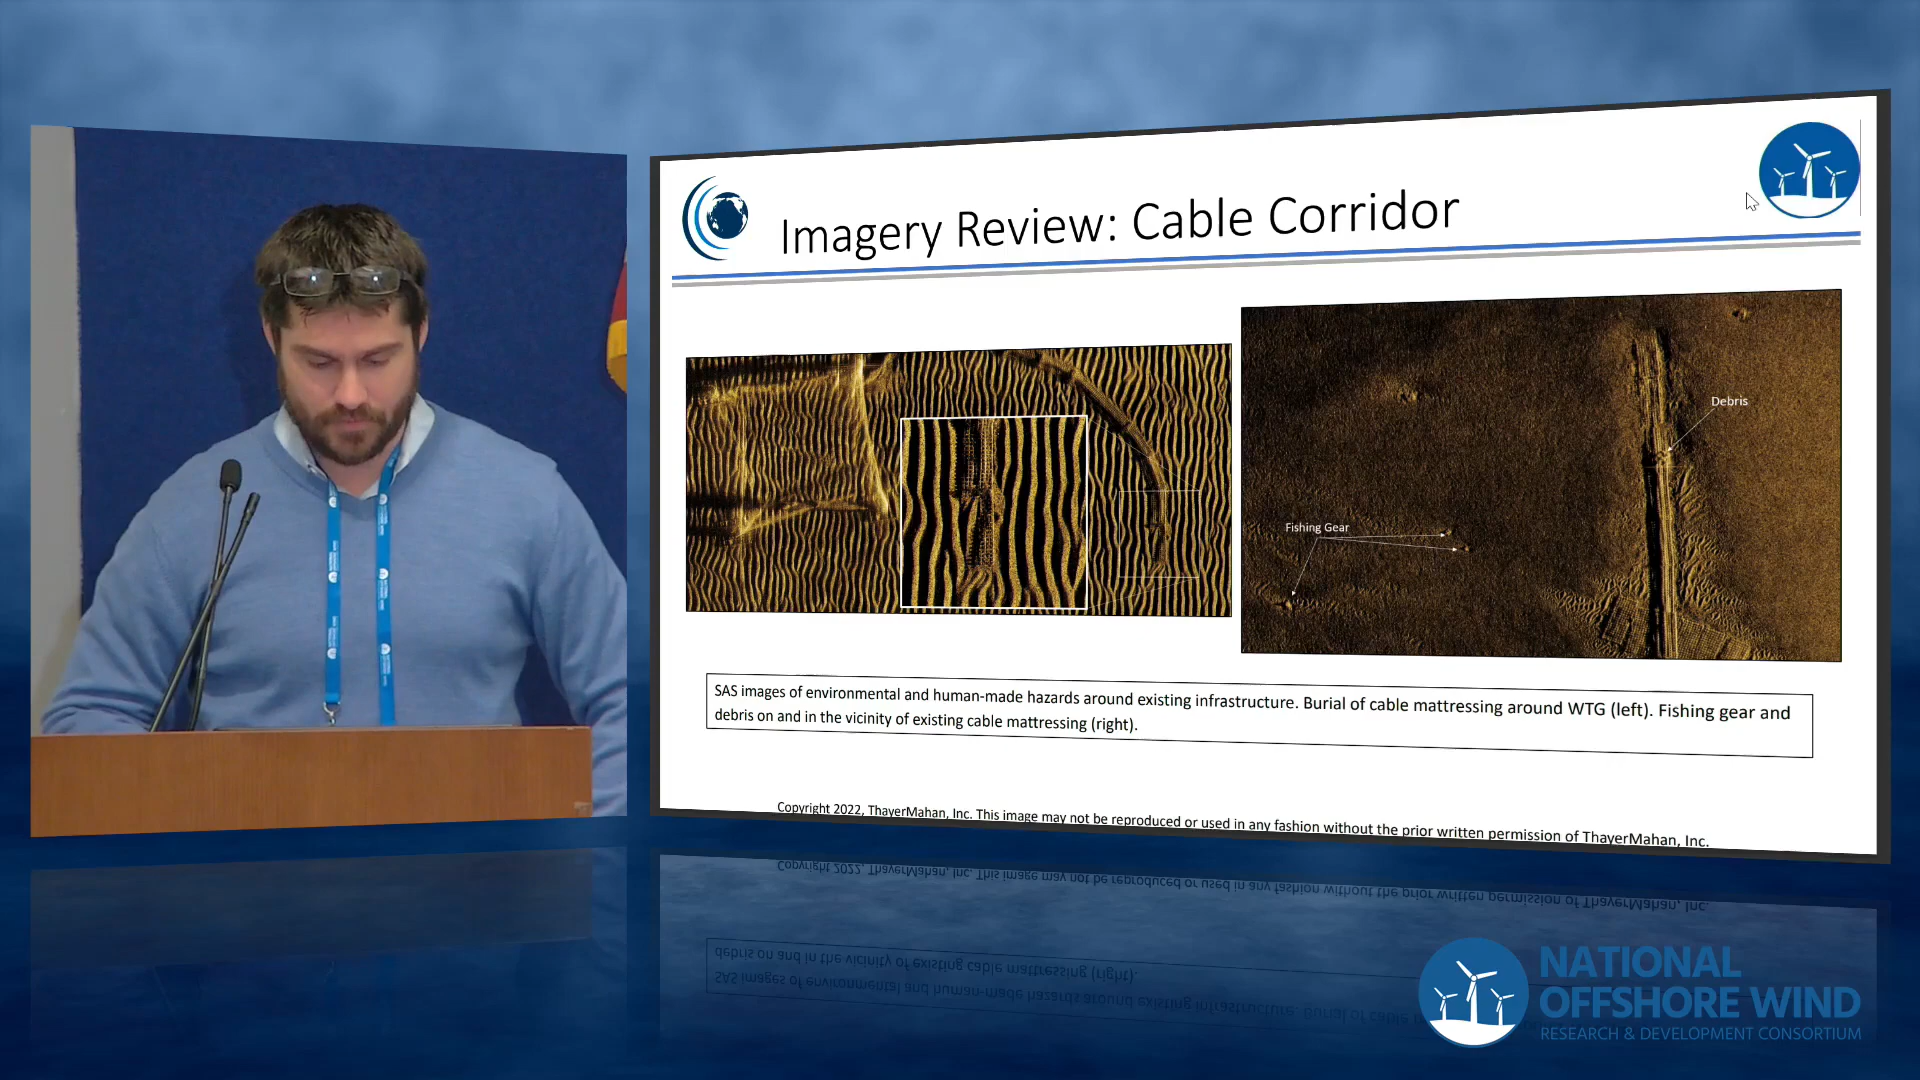 Imagery Review: Cable Corridor
Debris
Fishing Gear
SAS images of environmental and human-made hazards around existing infrastructure. Burial of cable mattressing around WTG (left). Fishing gear and
debris on and in the vicinity of existing cable mattressing (right).
Copyright 2022, ThayerMahan, Inc. This image may not be reproduced or used in any fashion without the prior written permission of ThayerMahan, Inc.
NATIONAL
OFFSHORE WIND
RESEARCH & DEVELOPMENT CONSORTIUM